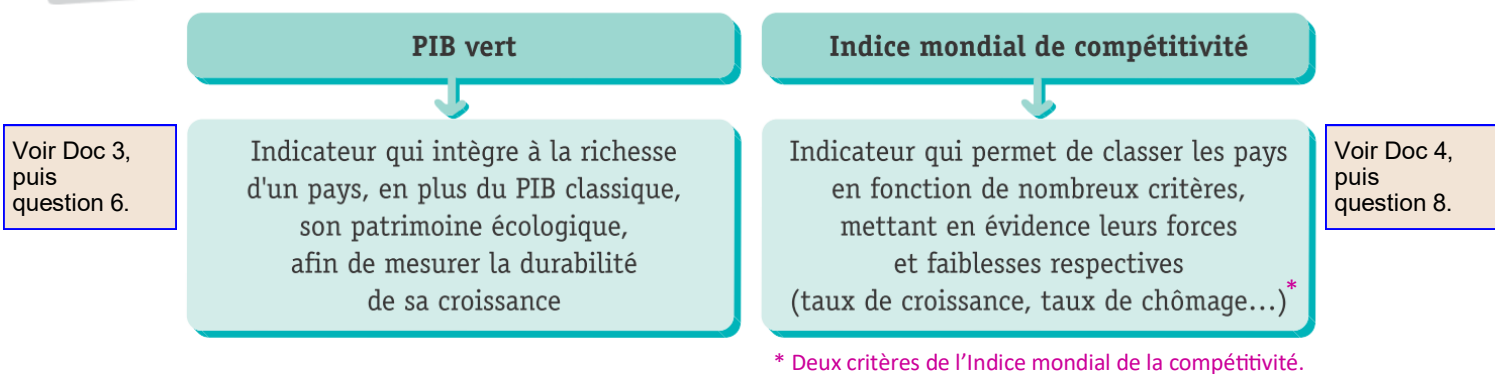 PIB vert
Indice mondial de compétitivité
Voir Doc 3,
puis
question 6.
Indicateur qui intègre à la richesse
d'un pays, en plus du PIB classique,
son patrimoine écologique,
afin de mesurer la durabilité
de sa croissance
Indicateur qui permet de classer les pays
en fonction de nombreux critères,
mettant en évidence leurs forces
et faiblesses respectives
(taux de croissance, taux de chômage…)*
Voir Doc 4,
puis
question 8.
* Deux critères de l'Indice mondial de la compétitivité.